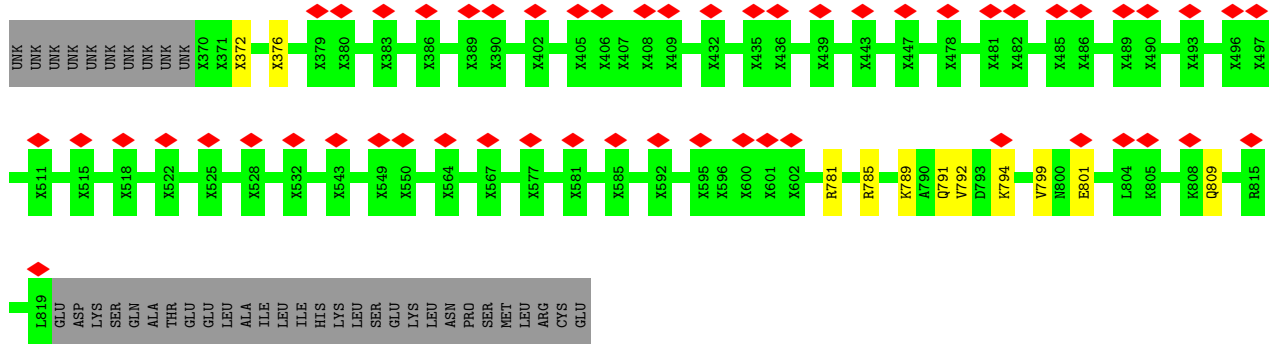 UNK UNK UNK UNK UNK UNK UNK UNK UNK UNK X370 X371 X372 X376 X379 X380 X383 X386 X389 X390 X402 X405 X406 X407 X408 X409 X432 X435 X436 X439 X443 X447 X478 X481 X482 X485 X486 X489 X490 X493 X496 X497
X511 X515 X518 X522 X525 X528 X532 X543 X549 X550 X564 X567 X577 X581 X585 X592 X595 X596 X600 X601 X602 R781 R785 K789 A790 Q791 V792 D793 K794 V799 N800 E801 L804 K805 K808 Q809 R815
L819 GLU ASP LYS SER GLN ALA THR GLU GLU LEU ALA ILE LEU ILE HIS LYS LEU SER GLU LYS LEU ASN PRO SER MET LEU ARG CYS GLU